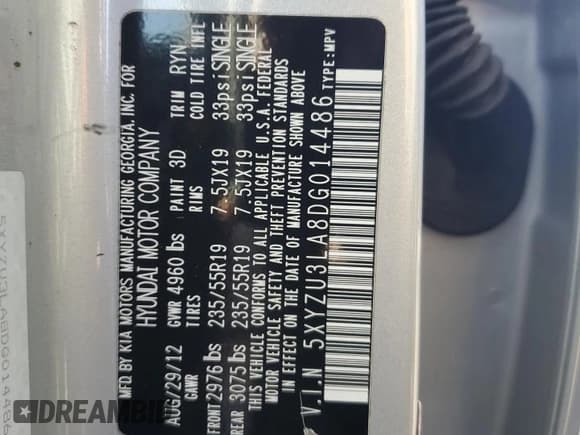 MFD BY KIA MOTORS MANUFACTURING GEORGIA, INC. FOR
HYUNDAI MOTOR COMPANY
AUG/29/12 GVWR 4960 lbs PAINT 3D TRIM RYN
GAWR TIRES RIMS COLD TIRE INFL
FRONT 2976 lbs 235/55R19 7.5JX19 33psi SINGLE
REAR 3075 lbs 235/55R19 7.5JX19 33psi SINGLE
THIS VEHICLE CONFORMS TO ALL APPLICABLE U.S.A. FEDERAL
MOTOR VEHICLE SAFETY AND THEFT PREVENTION STANDARDS
IN EFFECT ON THE DATE OF MANUFACTURE SHOWN ABOVE
V.I.N 5XYZU3LA8DG014486 TYPE:MPV
5XYZU3LA8DG014486
DREAMBID